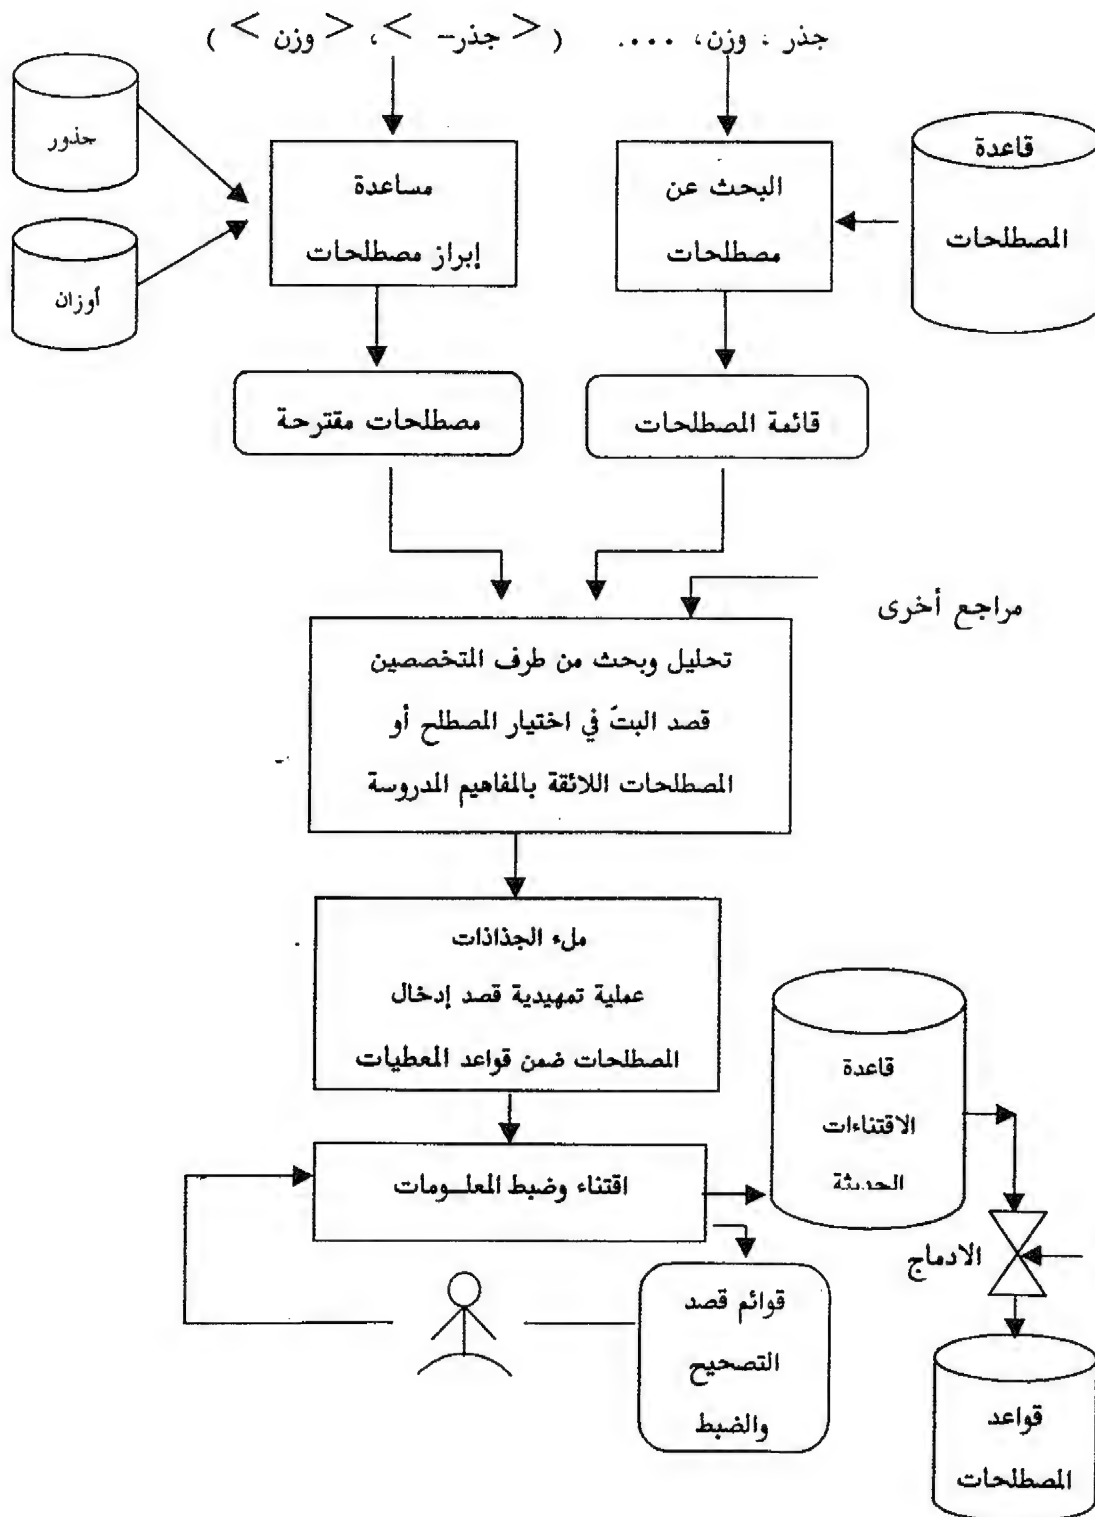 جذر ، وزن، ....
( < جذر- > ، < وزن > )
جذور
أوزان
مساعدة
إبراز مصطلحات
البحث عن
مصطلحات
قاعدة
المصطلحات
مصطلحات مقترحة
قائمة المصطلحات
مراجع أخرى
تحليل وبحث من طرف المتخصصين
قصد البتّ في اختيار المصطلح أو
المصطلحات اللائقة بالمفاهيم المدروسة
ملء الجذاذات
عملية تمهيدية قصد إدخال
المصطلحات ضمن قواعد المعطيات
اقتناء وضبط المعلـومات
قاعدة
الاقتناءات
الحديثة
الادماج
قوائم قصد
التصحيح
والضبط
قواعد
المصطلحات